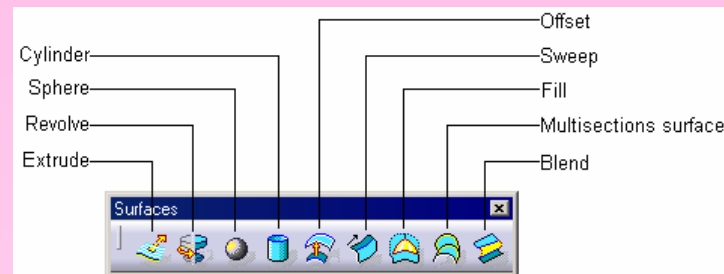 Offset
Cylinder
Sweep
Sphere
Fill
Revolve
Multisections surface
Extrude
Blend
Surfaces